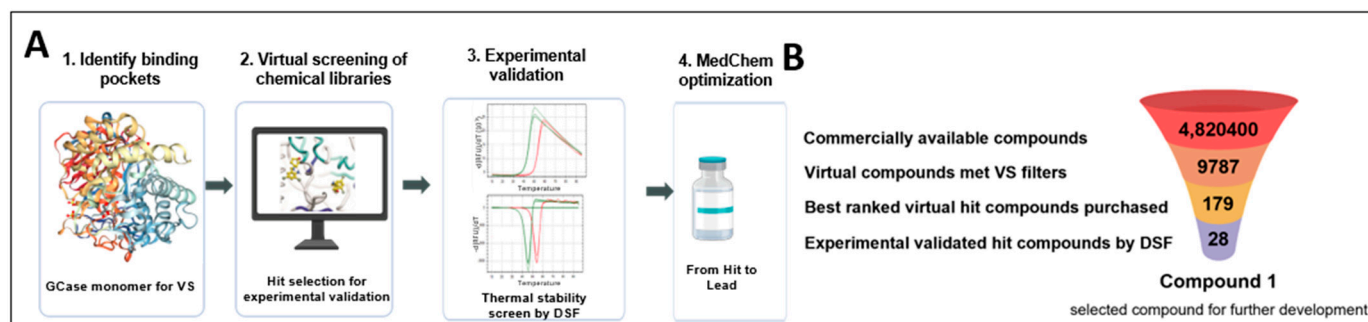 A
1. Identify binding
pockets
GCase monomer for VS
2. Virtual screening of
chemical libraries
Hit selection for
experimental validation
3. Experimental
validation
Temperature
Temperature
Thermal stability
screen by DSF
4. MedChem
optimization
From Hit to
Lead
B
Commercially available compounds
4,820400
Virtual compounds met VS filters
9787
Best ranked virtual hit compounds purchased
179
Experimental validated hit compounds by DSF
28
Compound 1
selected compound for further development